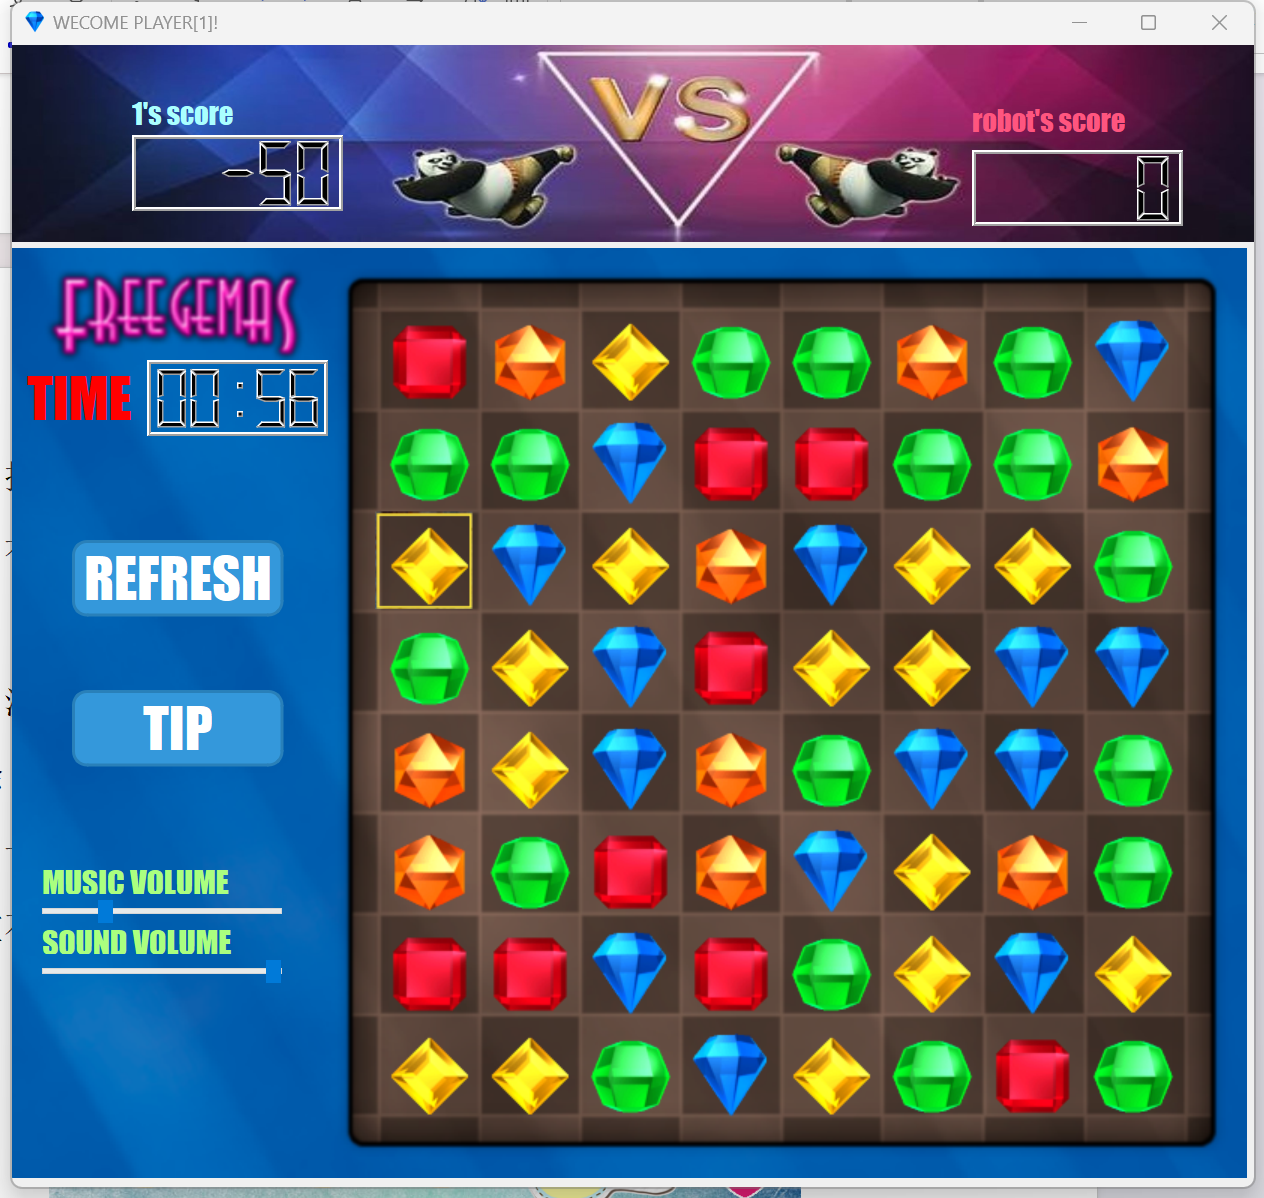 WECOME PLAYER[1]!
VS
1's score
robot's score
-50
0
FREEGEMAS
TIME 00:56
REFRESH
TIP
MUSIC VOLUME
SOUND VOLUME